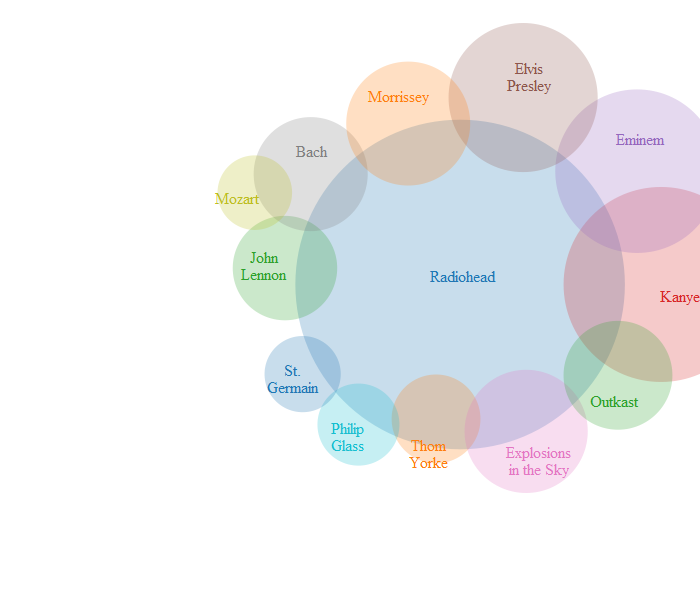 Elvis
Presley
Morrissey
Eminem
Bach
Mozart
John
Lennon
Radiohead
Kanye
St.
Germain
Outkast
Philip
Glass
Thom
Yorke
Explosions
in the Sky